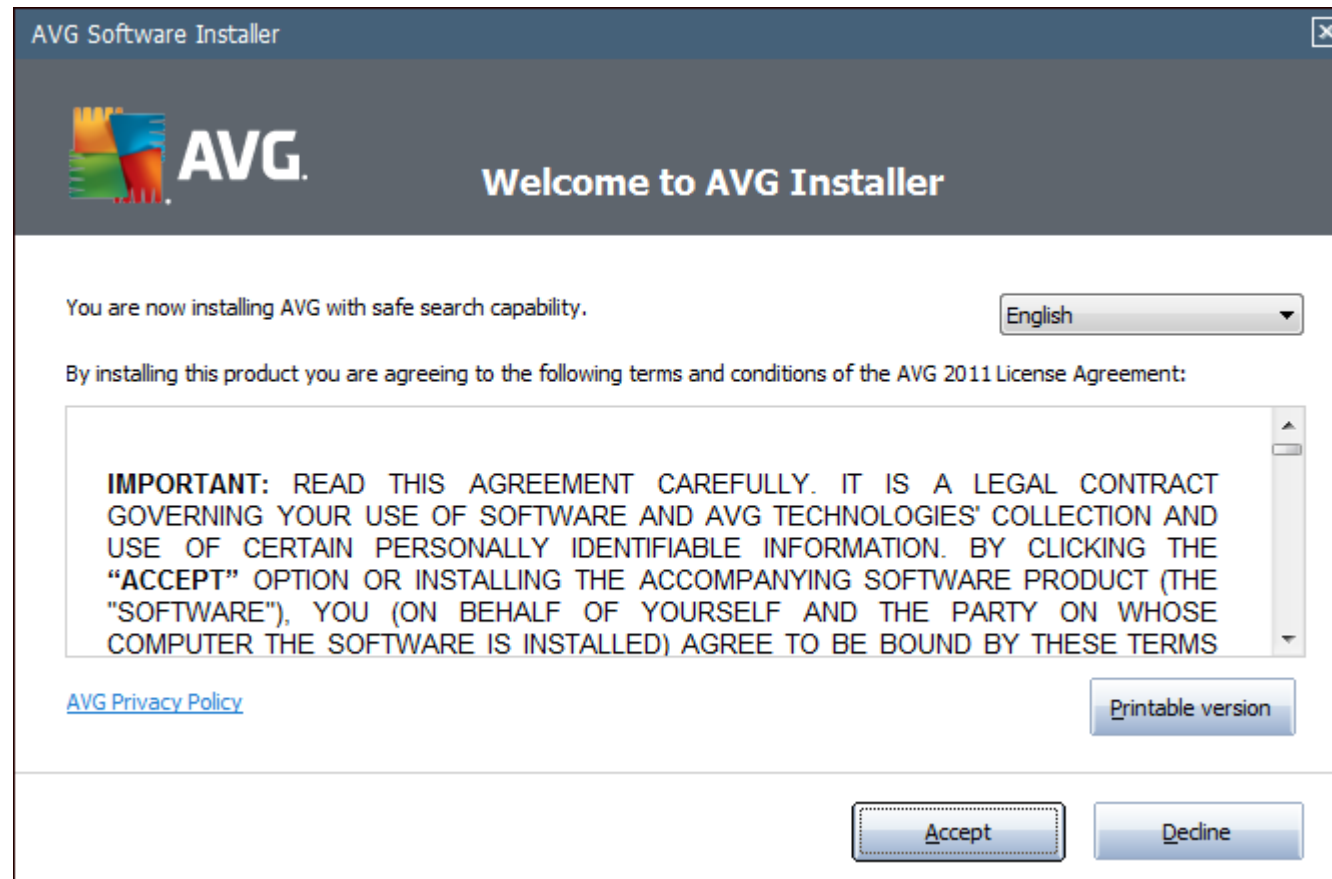 AVG Software Installer
AVG.
Welcome to AVG Installer
You are now installing AVG with safe search capability.
English
By installing this product you are agreeing to the following terms and conditions of the AVG 2011 License Agreement:
IMPORTANT: READ THIS AGREEMENT CAREFULLY. IT IS A LEGAL CONTRACT
GOVERNING YOUR USE OF SOFTWARE AND AVG TECHNOLOGIES' COLLECTION AND
USE OF CERTAIN PERSONALLY IDENTIFIABLE INFORMATION. BY CLICKING THE
“ACCEPT” OPTION OR INSTALLING THE ACCOMPANYING SOFTWARE PRODUCT (THE
"SOFTWARE"), YOU (ON BEHALF OF YOURSELF AND THE PARTY ON WHOSE
COMPUTER THE SOFTWARE IS INSTALLED) AGREE TO BE BOUND BY THESE TERMS
AVG Privacy Policy
Printable version
Accept
Decline